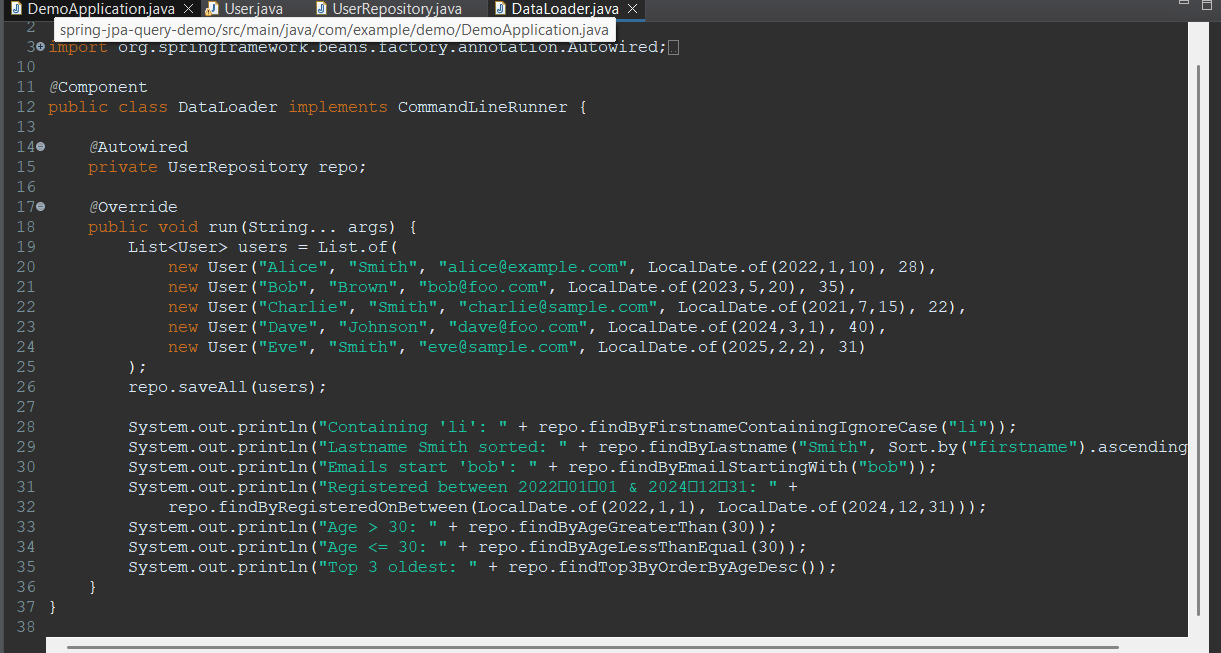 DemoApplication.java User.java UserRepository.java DataLoader.java
spring-jpa-query-demo/src/main/java/com/example/demo/DemoApplication.java
2
3 import org.springframework.beans.factory.annotation.Autowired;
10
11 @Component
12 public class DataLoader implements CommandLineRunner {
13
14     @Autowired
15     private UserRepository repo;
16
17     @Override
18     public void run(String... args) {
19         List<User> users = List.of(
20             new User("Alice", "Smith", "alice@example.com", LocalDate.of(2022,1,10), 28),
21             new User("Bob", "Brown", "bob@foo.com", LocalDate.of(2023,5,20), 35),
22             new User("Charlie", "Smith", "charlie@sample.com", LocalDate.of(2021,7,15), 22),
23             new User("Dave", "Johnson", "dave@foo.com", LocalDate.of(2024,3,1), 40),
24             new User("Eve", "Smith", "eve@sample.com", LocalDate.of(2025,2,2), 31)
25         );
26         repo.saveAll(users);
27
28         System.out.println("Containing 'li': " + repo.findByFirstnameContainingIgnoreCase("li"));
29         System.out.println("Lastname Smith sorted: " + repo.findByLastname("Smith", Sort.by("firstname").ascending
30         System.out.println("Emails start 'bob': " + repo.findByEmailStartingWith("bob"));
31         System.out.println("Registered between 2022□01□01 & 2024□12□31: " +
32             repo.findByRegisteredOnBetween(LocalDate.of(2022,1,1), LocalDate.of(2024,12,31)));
33         System.out.println("Age > 30: " + repo.findByAgeGreaterThan(30));
34         System.out.println("Age <= 30: " + repo.findByAgeLessThanEqual(30));
35         System.out.println("Top 3 oldest: " + repo.findTop3ByOrderByAgeDesc());
36     }
37 }
38